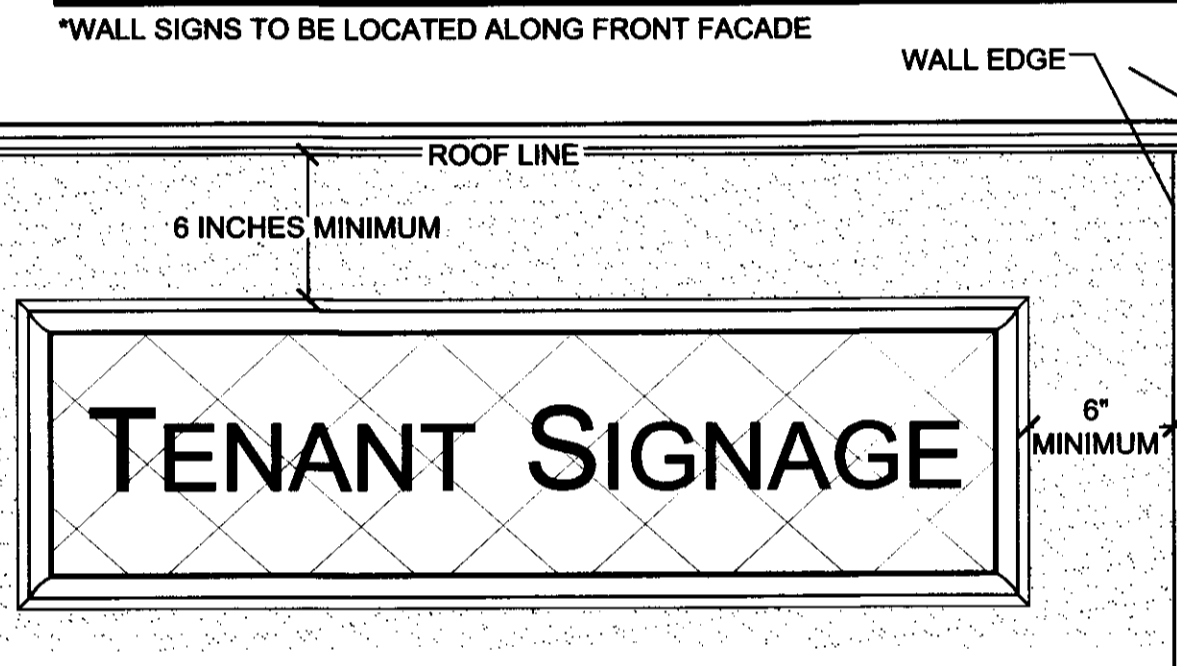 *WALL SIGNS TO BE LOCATED ALONG FRONT FACADE
WALL EDGE
ROOF LINE
6 INCHES MINIMUM
TENANT SIGNAGE
6"
MINIMUM